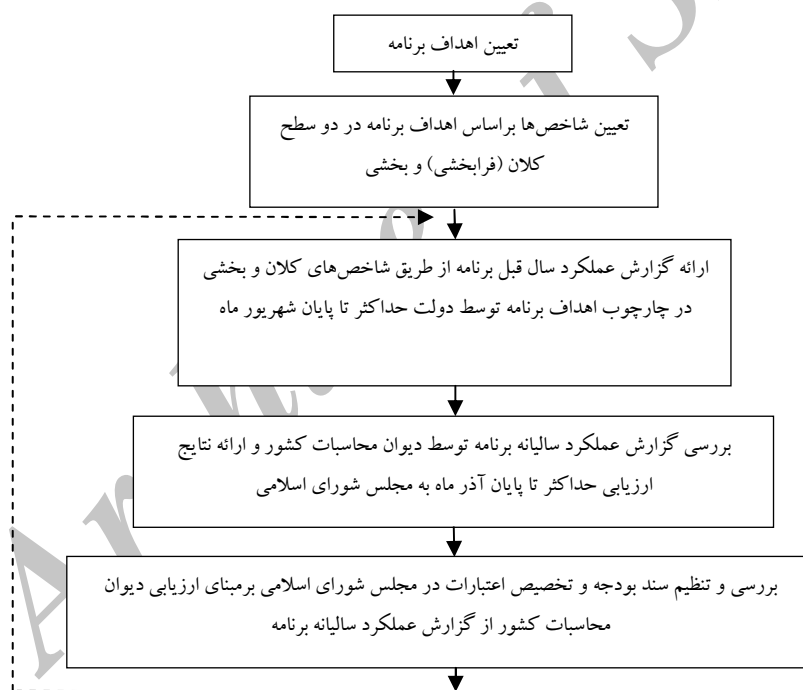 تعیین اهداف برنامه
تعیین شاخص‌ها براساس اهداف برنامه در دو سطح
کلان (فرابخشی) و بخشی
ارائه گزارش عملکرد سال قبل برنامه از طریق شاخص‌های کلان و بخشی
در چارچوب اهداف برنامه توسط دولت حداکثر تا پایان شهریور ماه
بررسی گزارش عملکرد سالیانه برنامه توسط دیوان محاسبات کشور و ارائه نتایج
ارزیابی حداکثر تا پایان آذر ماه به مجلس شورای اسلامی
بررسی و تنظیم سند بودجه و تخصیص اعتبارات در مجلس شورای اسلامی برمبنای ارزیابی دیوان
محاسبات کشور از گزارش عملکرد سالیانه برنامه